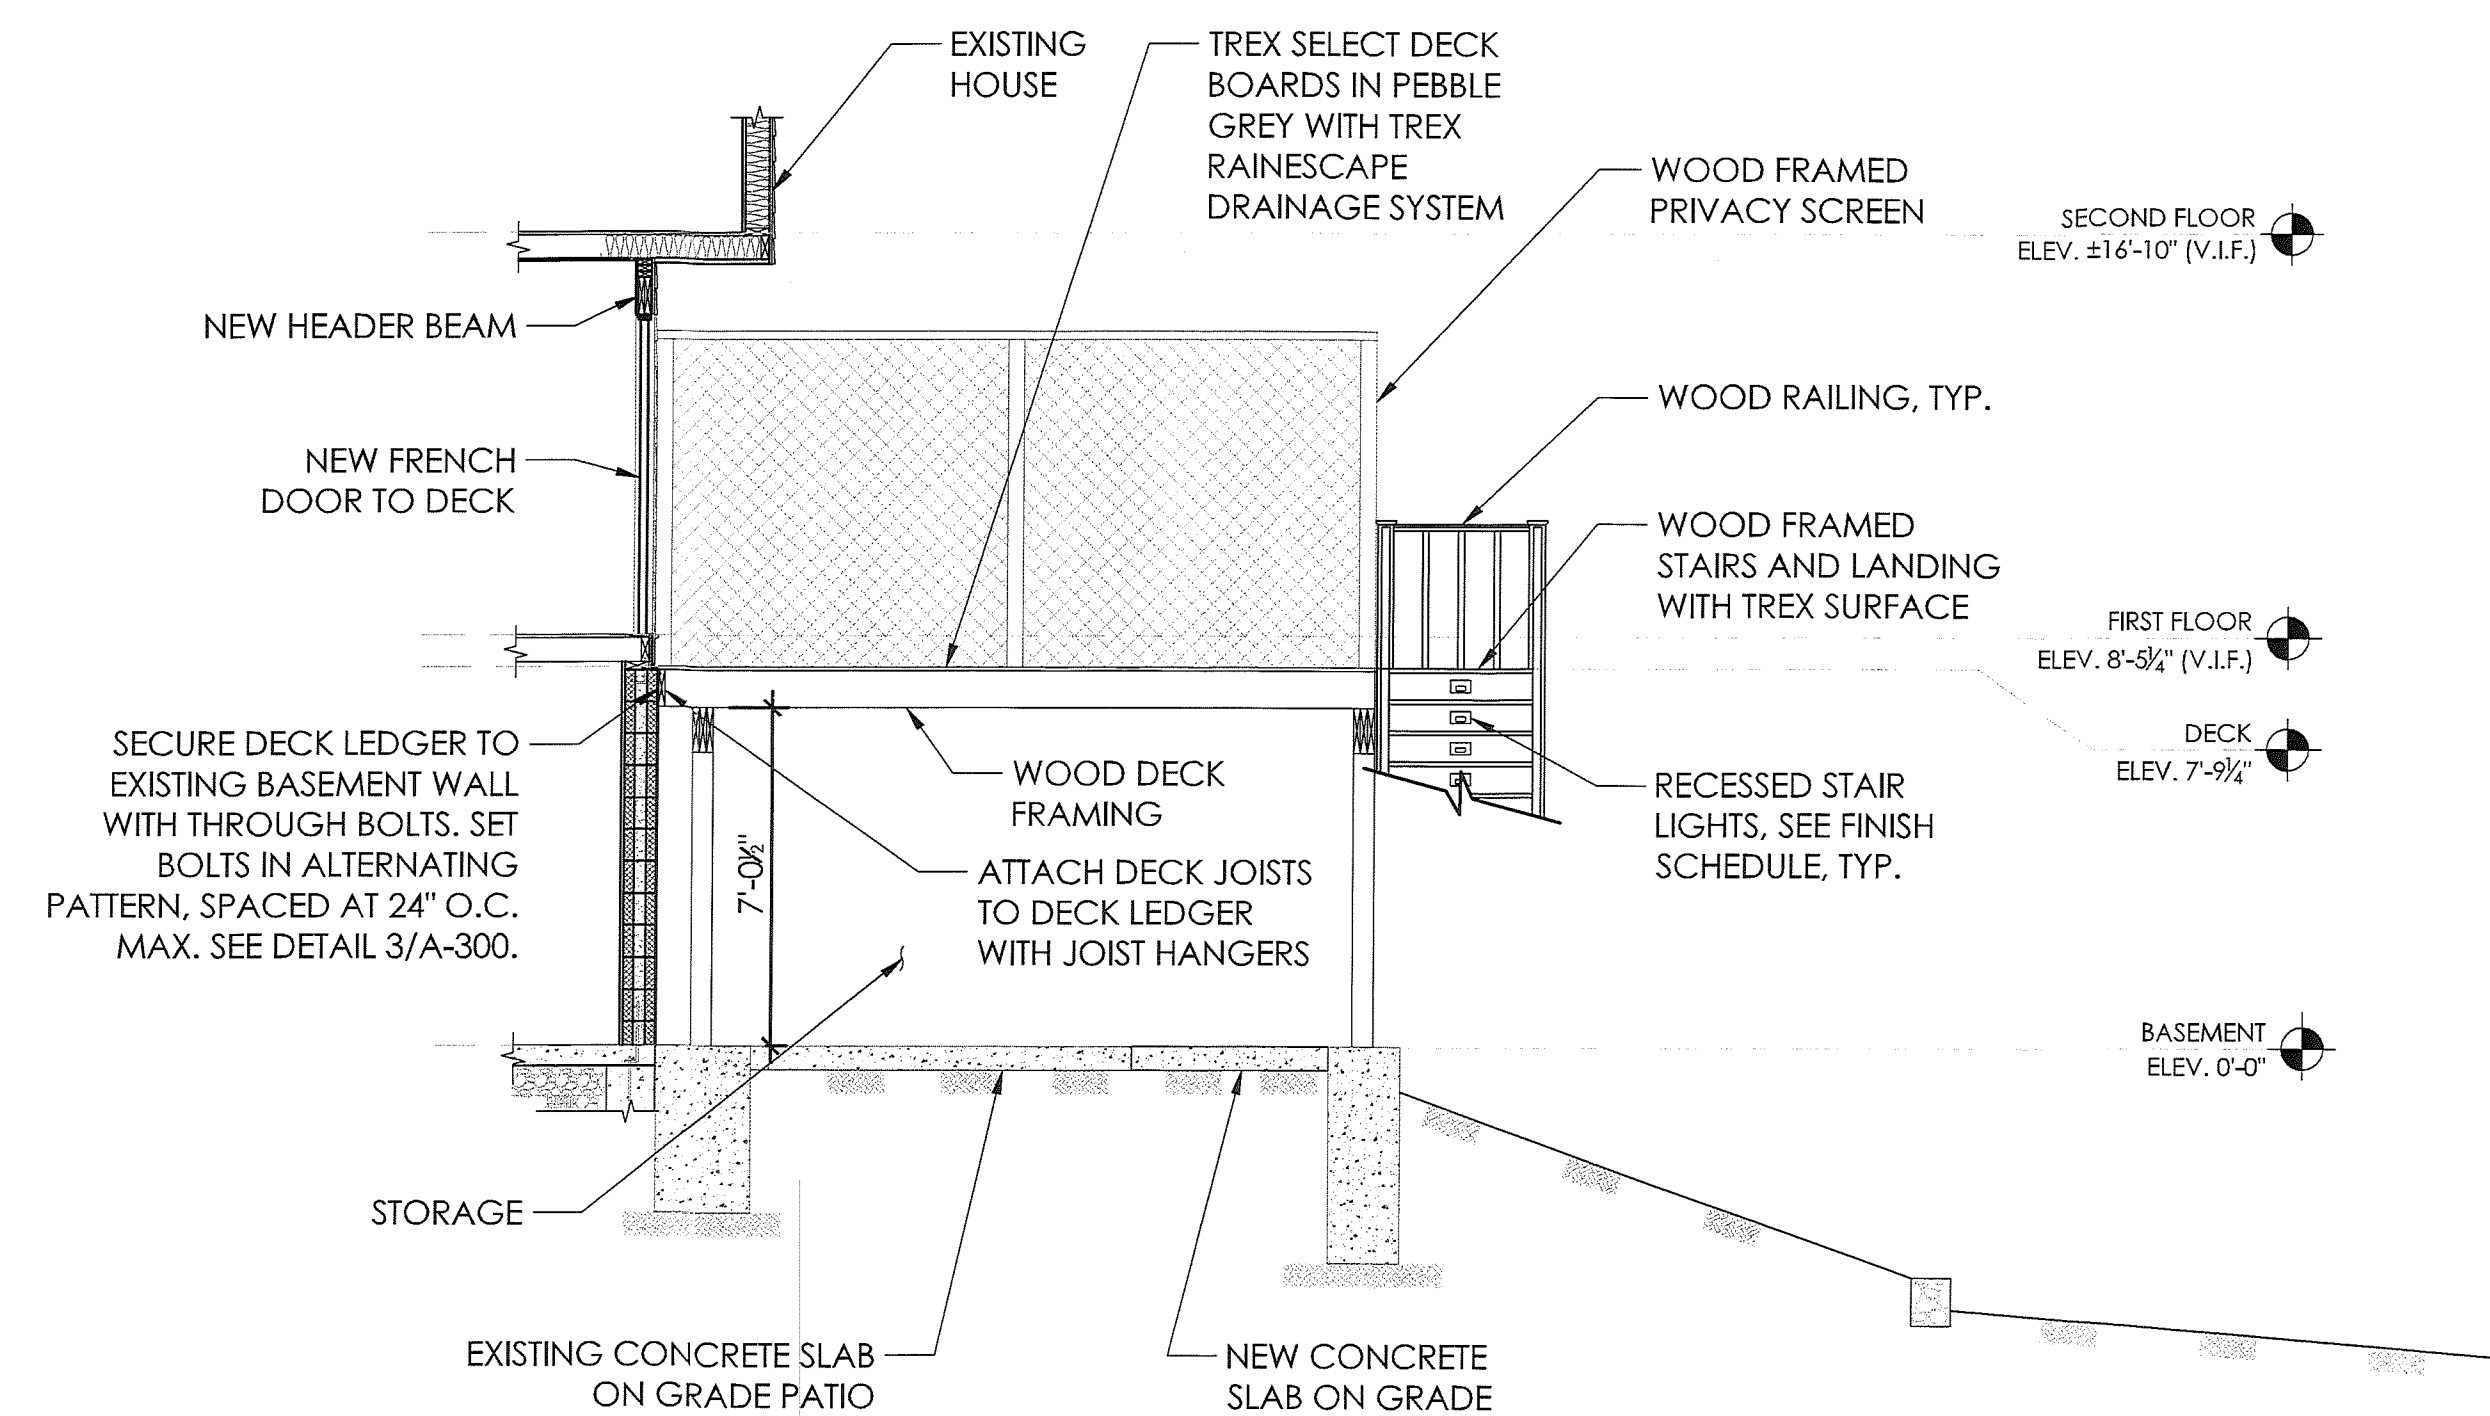 EXISTING
HOUSE
TREX SELECT DECK
BOARDS IN PEBBLE
GREY WITH TREX
RAINESCAPE
DRAINAGE SYSTEM
WOOD FRAMED
PRIVACY SCREEN
SECOND FLOOR
ELEV. ±16'-10" (V.I.F.)
NEW HEADER BEAM
WOOD RAILING, TYP.
NEW FRENCH
DOOR TO DECK
WOOD FRAMED
STAIRS AND LANDING
WITH TREX SURFACE
FIRST FLOOR
ELEV. 8'-5¼" (V.I.F.)
DECK
ELEV. 7'-9¼"
SECURE DECK LEDGER TO
EXISTING BASEMENT WALL
WITH THROUGH BOLTS. SET
BOLTS IN ALTERNATING
PATTERN, SPACED AT 24" O.C.
MAX. SEE DETAIL 3/A-300.
7'-0½"
WOOD DECK
FRAMING
ATTACH DECK JOISTS
TO DECK LEDGER
WITH JOIST HANGERS
RECESSED STAIR
LIGHTS, SEE FINISH
SCHEDULE, TYP.
BASEMENT
ELEV. 0'-0"
STORAGE
EXISTING CONCRETE SLAB
ON GRADE PATIO
NEW CONCRETE
SLAB ON GRADE